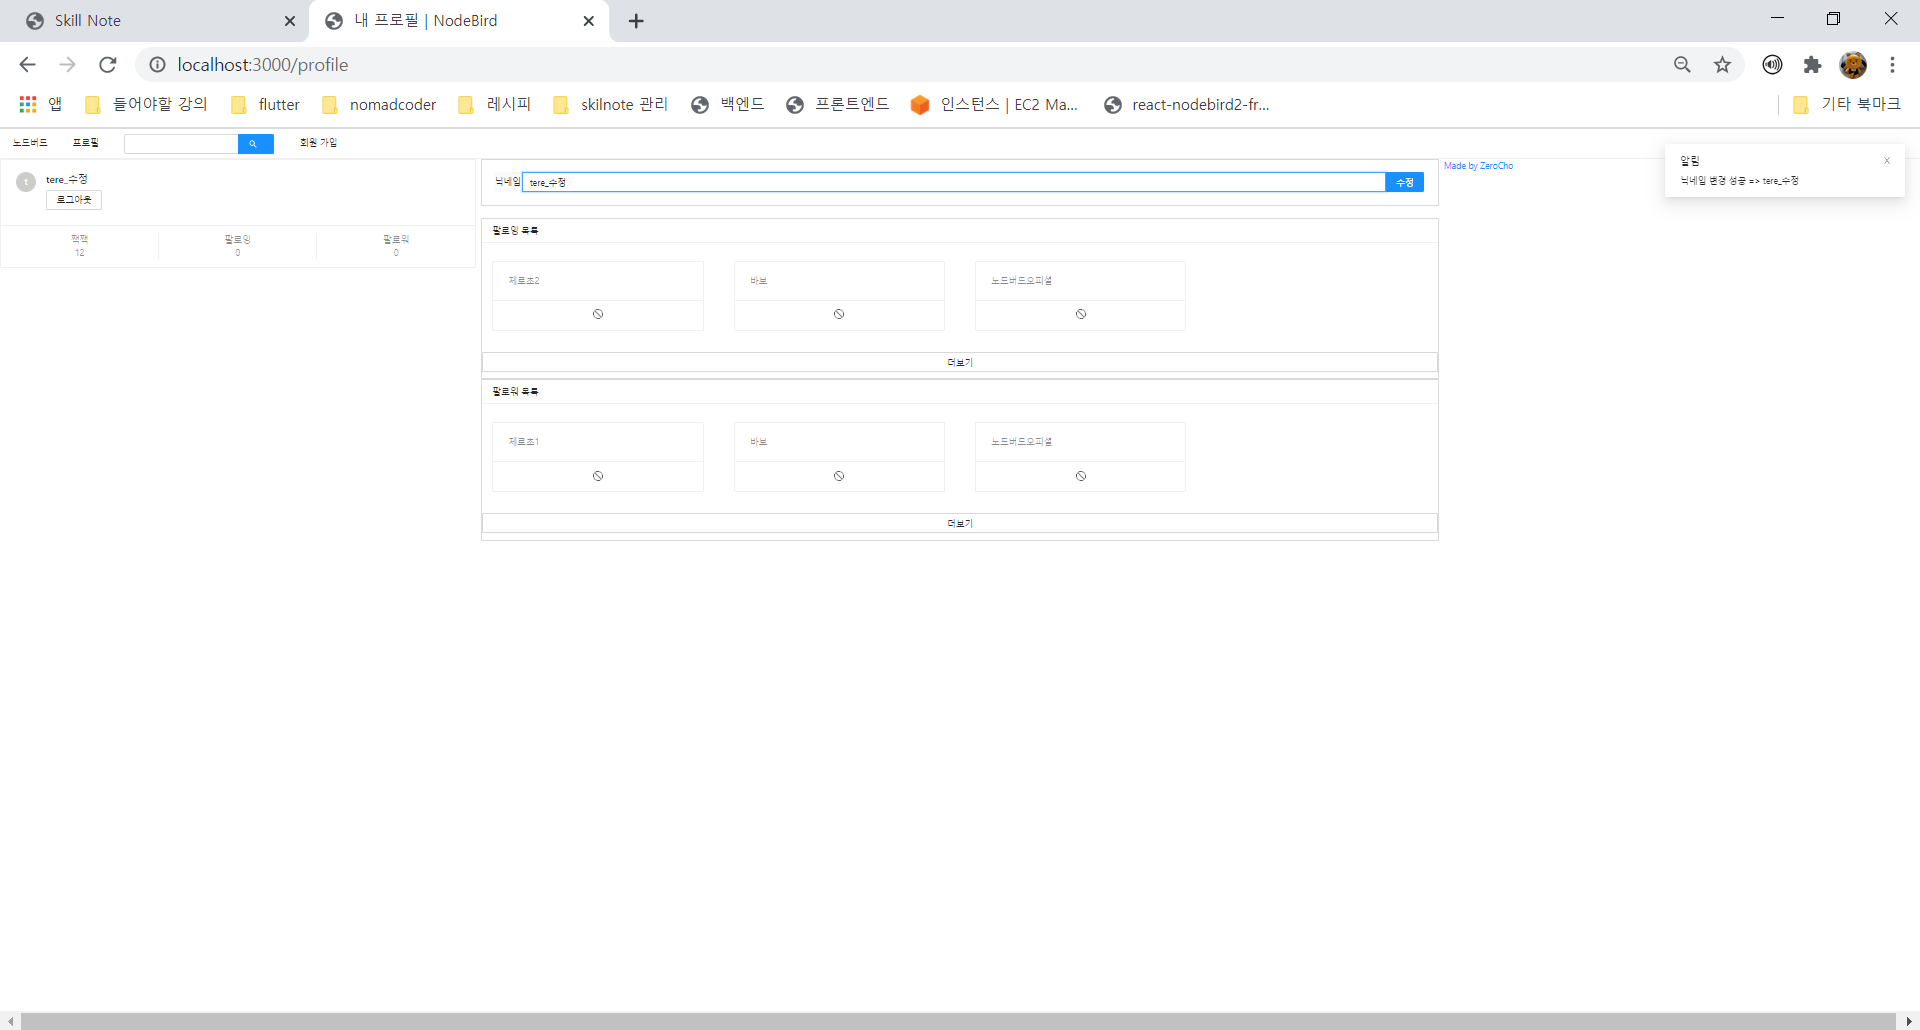 Skill Note
내 프로필 | NodeBird
localhost:3000/profile
앱 들어야할 강의 flutter nomadcoder 레시피 skilnote 관리 백엔드 프론트엔드 인스턴스 | EC2 Ma... react-nodebird2-fr... 기타 북마크
노드버드 프로필 회원 가입
t tere_수정
로그아웃
짹짹 팔로잉 팔로워
12 0 0
닉네임 tere_수정 수정
팔로잉 목록
제로초2 바보 노드버드오피셜
더보기
팔로워 목록
제로초1 바보 노드버드오피셜
더보기
Made by ZeroCho
알림
닉네임 변경 성공 => tere_수정